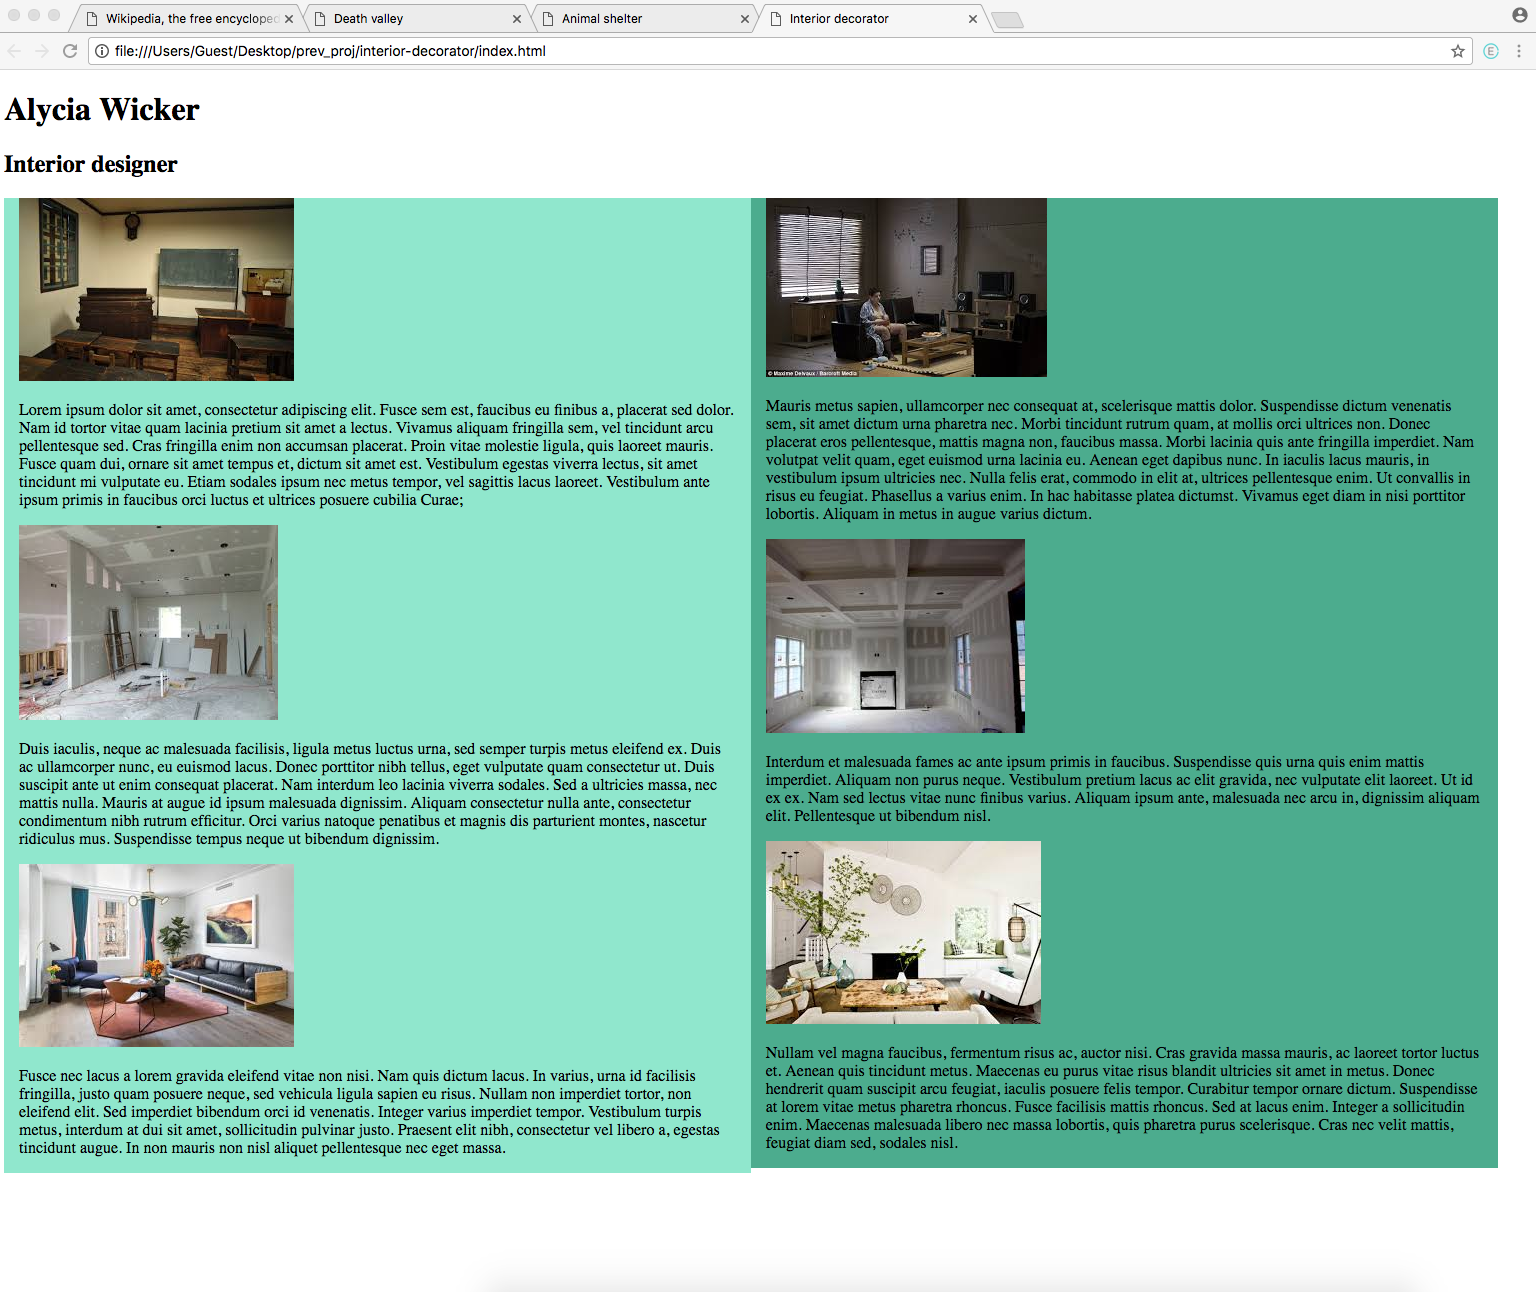 Wikipedia, the free encycloped
Death valley
Animal shelter
Interior decorator
file:///Users/Guest/Desktop/prev_proj/interior-decorator/index.html
E
Alycia Wicker
Interior designer
Lorem ipsum dolor sit amet, consectetur adipiscing elit. Fusce sem est, faucibus eu finibus a, placerat sed dolor.
Nam id tortor vitae quam lacinia pretium sit amet a lectus. Vivamus aliquam fringilla sem, vel tincidunt arcu
pellentesque sed. Cras fringilla enim non accumsan placerat. Proin vitae molestie ligula, quis laoreet mauris.
Fusce quam dui, ornare sit amet tempus et, dictum sit amet est. Vestibulum egestas viverra lectus, sit amet
tincidunt mi vulputate eu. Etiam sodales ipsum nec metus tempor, vel sagittis lacus laoreet. Vestibulum ante
ipsum primis in faucibus orci luctus et ultrices posuere cubilia Curae;
Duis iaculis, neque ac malesuada facilisis, ligula metus luctus urna, sed semper turpis metus eleifend ex. Duis
ac ullamcorper nunc, eu euismod lacus. Donec porttitor nibh tellus, eget vulputate quam consectetur ut. Duis
suscipit ante ut enim consequat placerat. Nam interdum leo lacinia viverra sodales. Sed a ultricies massa, nec
mattis nulla. Mauris at augue id ipsum malesuada dignissim. Aliquam consectetur nulla ante, consectetur
condimentum nibh rutrum efficitur. Orci varius natoque penatibus et magnis dis parturient montes, nascetur
ridiculus mus. Suspendisse tempus neque ut bibendum dignissim.
Fusce nec lacus a lorem gravida eleifend vitae non nisi. Nam quis dictum lacus. In varius, urna id facilisis
fringilla, justo quam posuere neque, sed vehicula ligula sapien eu risus. Nullam non imperdiet tortor, non
eleifend elit. Sed imperdiet bibendum orci id venenatis. Integer varius imperdiet tempor. Vestibulum turpis
metus, interdum at dui sit amet, sollicitudin pulvinar justo. Praesent elit nibh, consectetur vel libero a, egestas
tincidunt augue. In non mauris non nisl aliquet pellentesque nec eget massa.
© Maxime Delvaux / Barcroft Media
Mauris metus sapien, ullamcorper nec consequat at, scelerisque mattis dolor. Suspendisse dictum venenatis
sem, sit amet dictum urna pharetra nec. Morbi tincidunt rutrum quam, at mollis orci ultrices non. Donec
placerat eros pellentesque, mattis magna non, faucibus massa. Morbi lacinia quis ante fringilla imperdiet. Nam
volutpat velit quam, eget euismod urna lacinia eu. Aenean eget dapibus nunc. In iaculis lacus mauris, in
vestibulum ipsum ultricies nec. Nulla felis erat, commodo in elit at, ultrices pellentesque enim. Ut convallis in
risus eu feugiat. Phasellus a varius enim. In hac habitasse platea dictumst. Vivamus eget diam in nisi porttitor
lobortis. Aliquam in metus in augue varius dictum.
Interdum et malesuada fames ac ante ipsum primis in faucibus. Suspendisse quis urna quis enim mattis
imperdiet. Aliquam non purus neque. Vestibulum pretium lacus ac elit gravida, nec vulputate elit laoreet. Ut id
ex ex. Nam sed lectus vitae nunc finibus varius. Aliquam ipsum ante, malesuada nec arcu in, dignissim aliquam
elit. Pellentesque ut bibendum nisl.
Nullam vel magna faucibus, fermentum risus ac, auctor nisi. Cras gravida massa mauris, ac laoreet tortor luctus
et. Aenean quis tincidunt metus. Maecenas eu purus vitae risus blandit ultricies sit amet in metus. Donec
hendrerit quam suscipit arcu feugiat, iaculis posuere felis tempor. Curabitur tempor ornare dictum. Suspendisse
at lorem vitae metus pharetra rhoncus. Fusce facilisis mattis rhoncus. Sed at lacus enim. Integer a sollicitudin
enim. Maecenas malesuada libero nec massa lobortis, quis pharetra purus scelerisque. Cras nec velit mattis,
feugiat diam sed, sodales nisl.